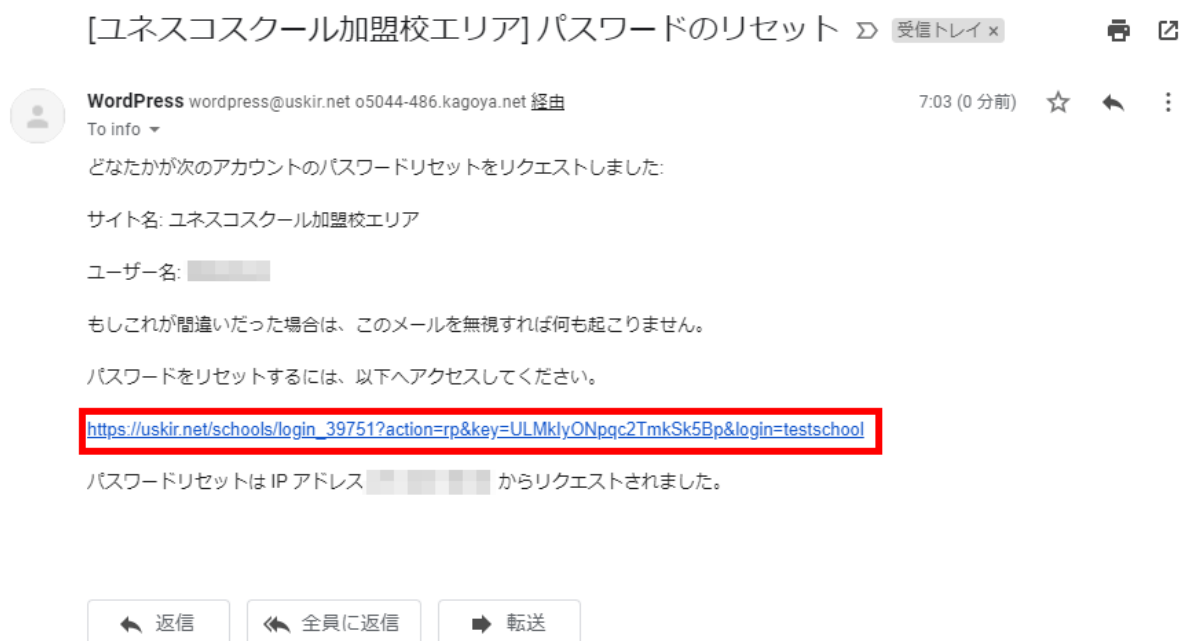 [ユネスコスクール加盟校エリア] パスワードのリセット 受信トレイ ×
WordPress wordpress@uskir.net o5044-486.kagoya.net 経由 7:03 (0 分前)
To info
どなたかが次のアカウントのパスワードリセットをリクエストしました:
サイト名: ユネスコスクール加盟校エリア
ユーザー名:
もしこれが間違いだった場合は、このメールを無視すれば何も起こりません。
パスワードをリセットするには、以下へアクセスしてください。
https://uskir.net/schools/login_39751?action=rp&key=ULMkIyONpqc2TmkSk5Bp&login=testschool
パスワードリセットは IP アドレス からリクエストされました。
返信 全員に返信 転送